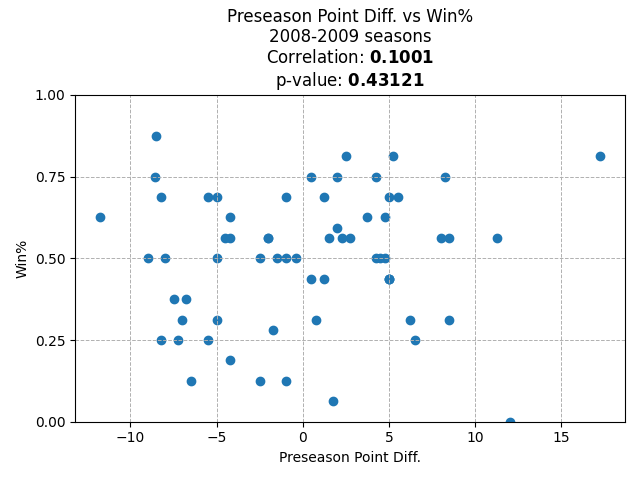 Preseason Point Diff. vs Win%
2008-2009 seasons
Correlation: 0.1001
p-value: 0.43121
1.00
0.75
0.50
0.25
0.00
Win%
−10
−5
0
5
10
15
Preseason Point Diff.